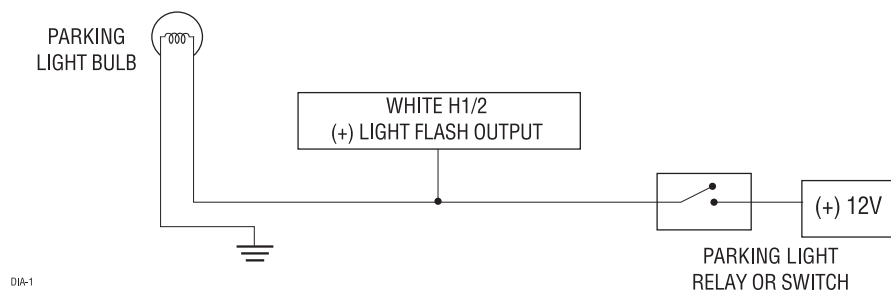 PARKING
LIGHT BULB
WHITE H1/2
(+) LIGHT FLASH OUTPUT
(+) 12V
PARKING LIGHT
RELAY OR SWITCH
DIA-1